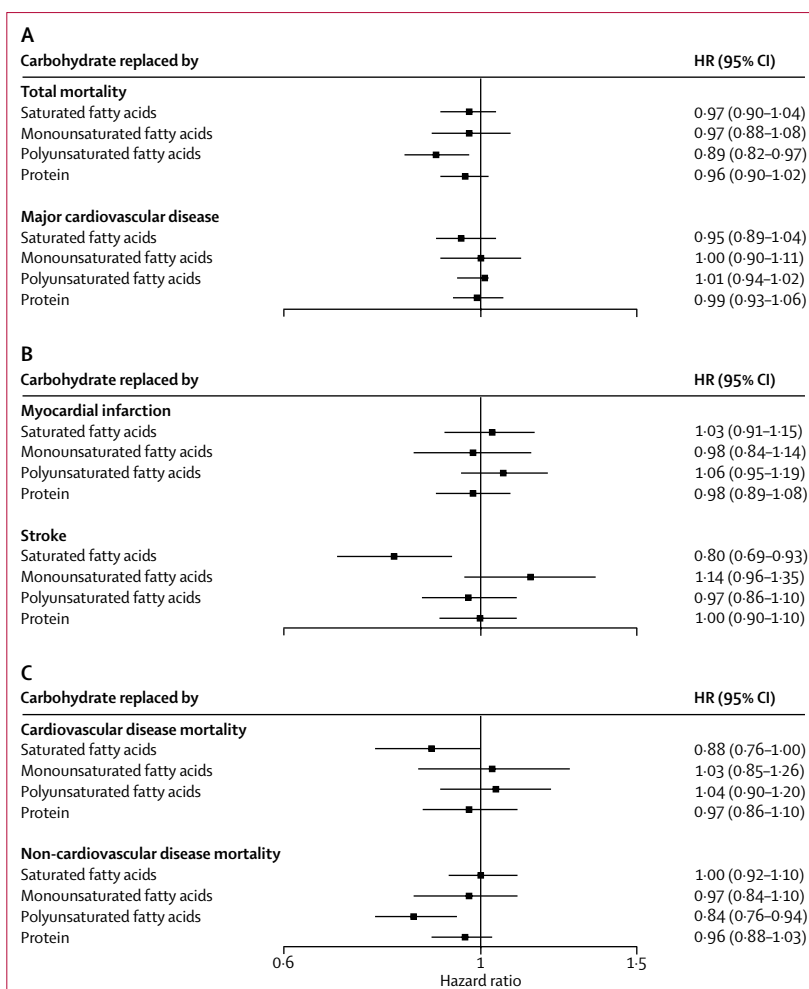 A
Carbohydrate replaced by HR (95% CI)
Total mortality
Saturated fatty acids 0·97 (0·90–1·04)
Monounsaturated fatty acids 0·97 (0·88–1·08)
Polyunsaturated fatty acids 0·89 (0·82–0·97)
Protein 0·96 (0·90–1·02)
Major cardiovascular disease
Saturated fatty acids 0·95 (0·89–1·04)
Monounsaturated fatty acids 1·00 (0·90–1·11)
Polyunsaturated fatty acids 1·01 (0·94–1·02)
Protein 0·99 (0·93–1·06)
0·6 1 1·5
B
Carbohydrate replaced by HR (95% CI)
Myocardial infarction
Saturated fatty acids 1·03 (0·91–1·15)
Monounsaturated fatty acids 0·98 (0·84–1·14)
Polyunsaturated fatty acids 1·06 (0·95–1·19)
Protein 0·98 (0·89–1·08)
Stroke
Saturated fatty acids 0·80 (0·69–0·93)
Monounsaturated fatty acids 1·14 (0·96–1·35)
Polyunsaturated fatty acids 0·97 (0·86–1·10)
Protein 1·00 (0·90–1·10)
0·6 1 1·5
C
Carbohydrate replaced by HR (95% CI)
Cardiovascular disease mortality
Saturated fatty acids 0·88 (0·76–1·00)
Monounsaturated fatty acids 1·03 (0·85–1·26)
Polyunsaturated fatty acids 1·04 (0·90–1·20)
Protein 0·97 (0·86–1·10)
Non-cardiovascular disease mortality
Saturated fatty acids 1·00 (0·92–1·10)
Monounsaturated fatty acids 0·97 (0·84–1·10)
Polyunsaturated fatty acids 0·84 (0·76–0·94)
Protein 0·96 (0·88–1·03)
0·6 1 1·5
Hazard ratio